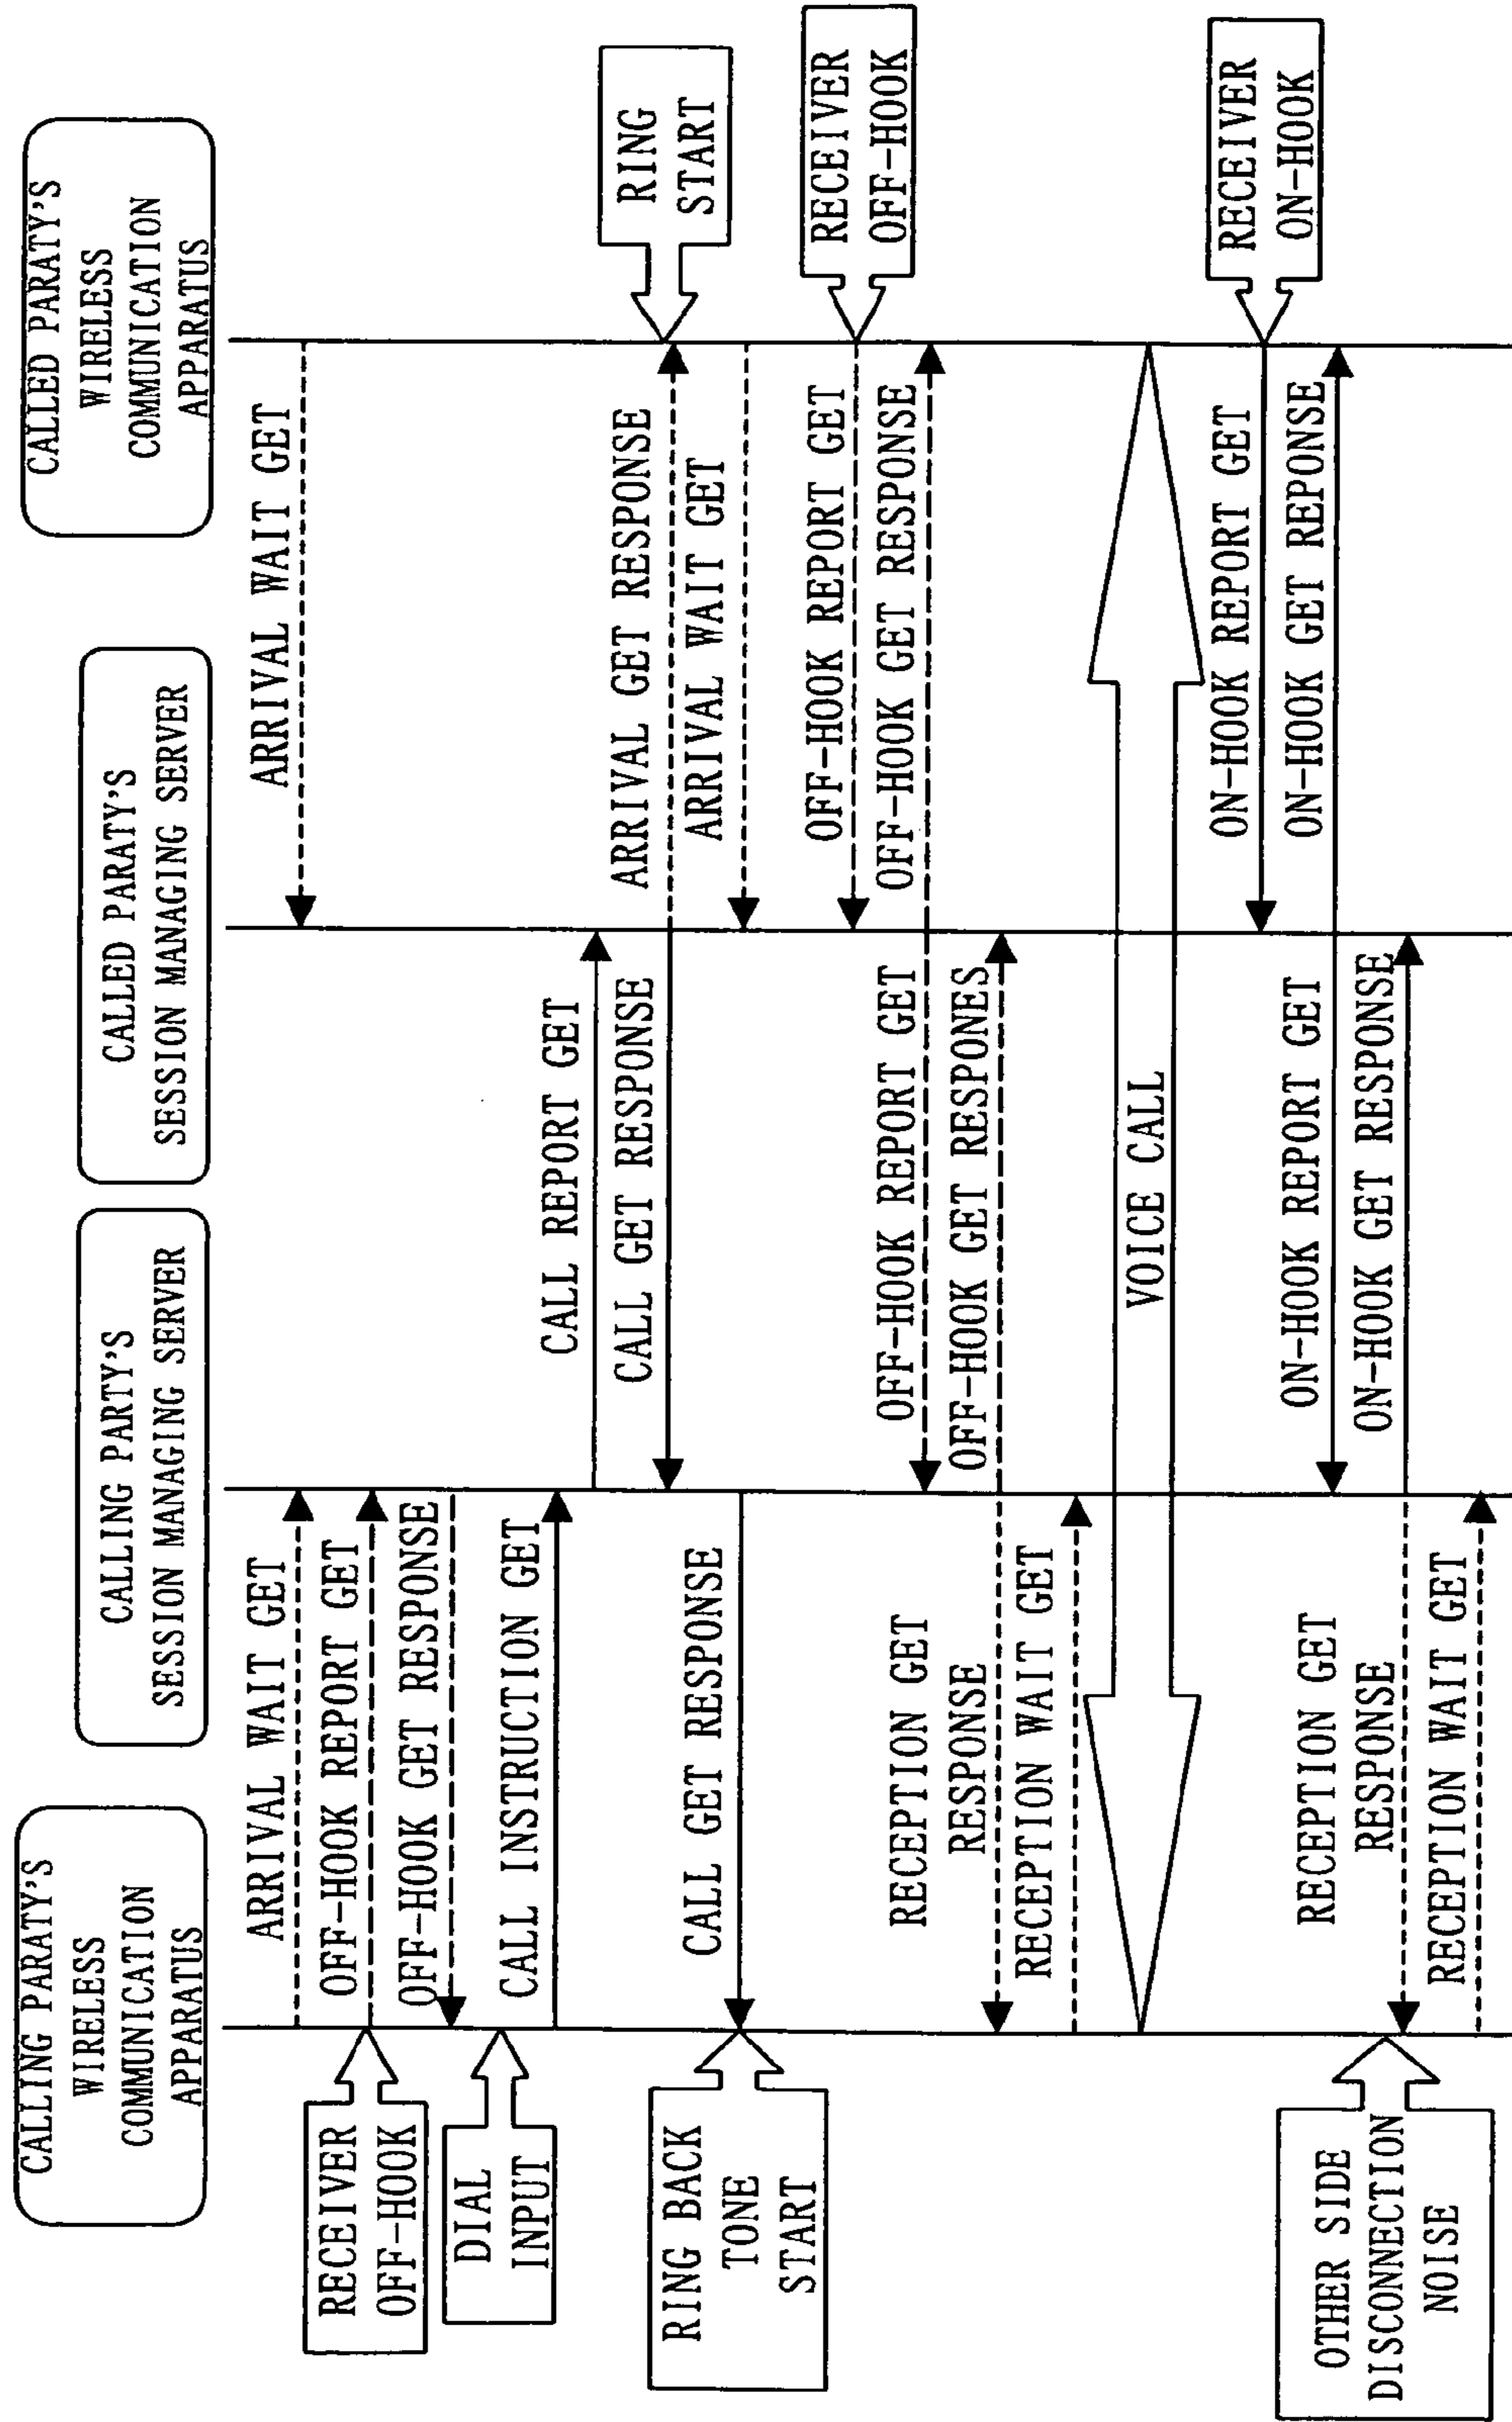 CALLING PARATY'S
WIRELESS
COMMUNICATION
APPARATUS
CALLING PARTY'S
SESSION MANAGING SERVER
CALLED PARATY'S
SESSION MANAGING SERVER
CALLED PARATY'S
WIRELESS
COMMUNICATION
APPARATUS
ARRIVAL WAIT GET
ARRIVAL WAIT GET
RECEIVER
OFF-HOOK
OFF-HOOK REPORT GET
OFF-HOOK GET RESPONSE
DIAL
INPUT
CALL INSTRUCTION GET
CALL REPORT GET
CALL GET RESPONSE
ARRIVAL GET RESPONSE
RING
START
RING BACK
TONE
START
CALL GET RESPONSE
ARRIVAL WAIT GET
OFF-HOOK REPORT GET
RECEIVER
OFF-HOOK
OFF-HOOK REPORT GET
OFF-HOOK GET RESPONSE
RECEPTION GET
RESPONSE
OFF-HOOK GET RESPONES
RECEPTION WAIT GET
VOICE CALL
ON-HOOK REPORT GET
RECEIVER
ON-HOOK
ON-HOOK REPORT GET
ON-HOOK GET REPONSE
OTHER SIDE
DISCONNECTION
NOISE
RECEPTION GET
RESPONSE
ON-HOOK GET RESPONSE
RECEPTION WAIT GET